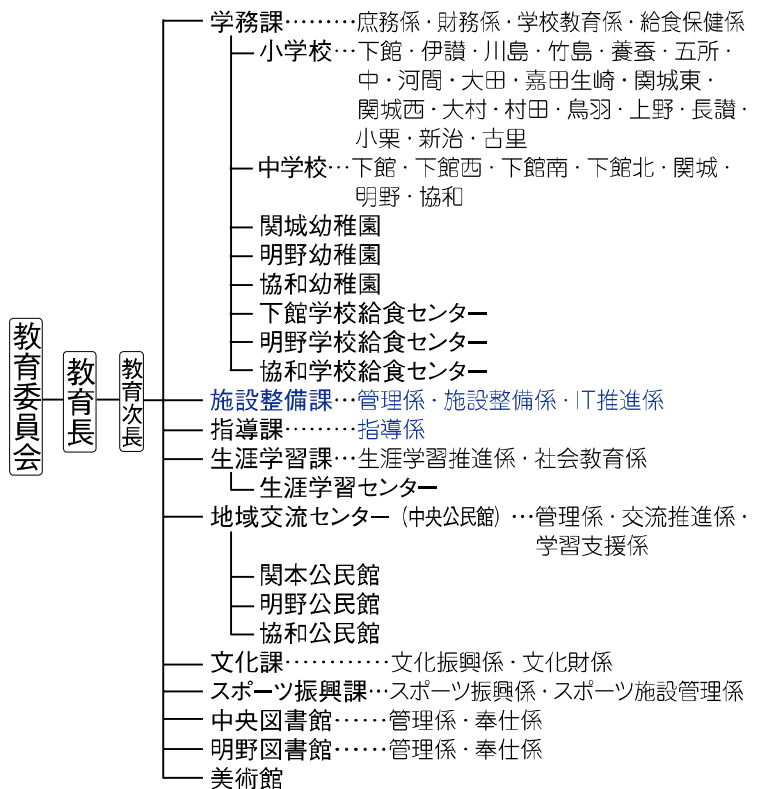 教育委員会
教育長
教育次長
学務課………庶務係・財務係・学校教育係・給食保健係
小学校…下館・伊讃・川島・竹島・養蚕・五所・
中・河間・大田・嘉田生崎・関城東・
関城西・大村・村田・鳥羽・上野・長讃・
小栗・新治・古里
中学校…下館・下館西・下館南・下館北・関城・
明野・協和
関城幼稚園
明野幼稚園
協和幼稚園
下館学校給食センター
明野学校給食センター
協和学校給食センター
施設整備課…管理係・施設整備係・IT推進係
指導課………指導係
生涯学習課…生涯学習推進係・社会教育係
生涯学習センター
地域交流センター（中央公民館）…管理係・交流推進係・
学習支援係
関本公民館
明野公民館
協和公民館
文化課…………文化振興係・文化財係
スポーツ振興課…スポーツ振興係・スポーツ施設管理係
中央図書館……管理係・奉仕係
明野図書館……管理係・奉仕係
美術館